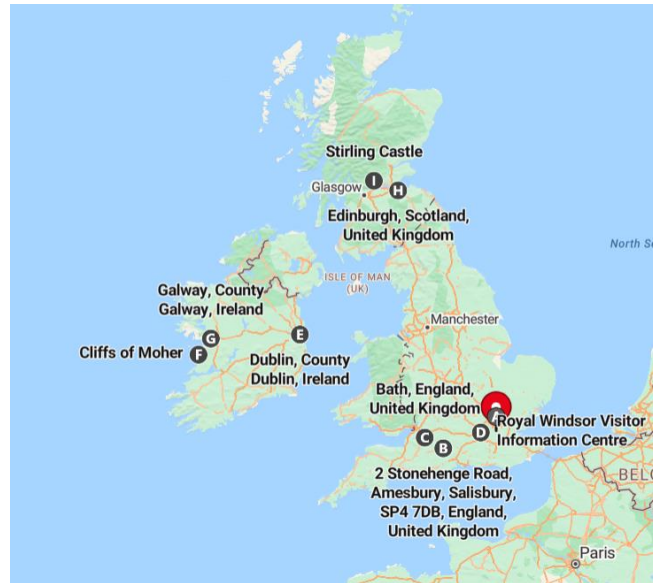 Stirling Castle
Glasgow
I
H
Edinburgh, Scotland,
United Kingdom
North Se
ISLE OF MAN
(UK)
Galway, County
Galway, Ireland
Manchester
G
E
Cliffs of Moher
F
Dublin, County
Dublin, Ireland
Bath, England,
United Kingdom
Royal Windsor Visitor
Information Centre
C
D
B
2 Stonehenge Road,
Amesbury, Salisbury,
SP4 7DB, England,
United Kingdom
BELG
Paris